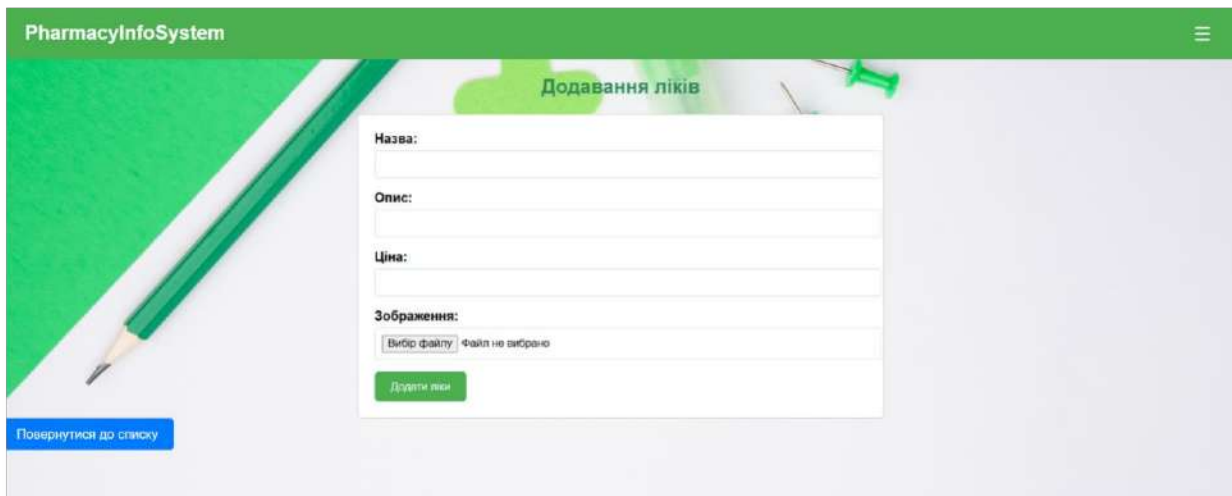 PharmacyInfoSystem
Додавання ліків
Назва:
Опис:
Ціна:
Зображення:
Вибір файлу Файл не вибрано
Додати ліки
Повернутися до списку